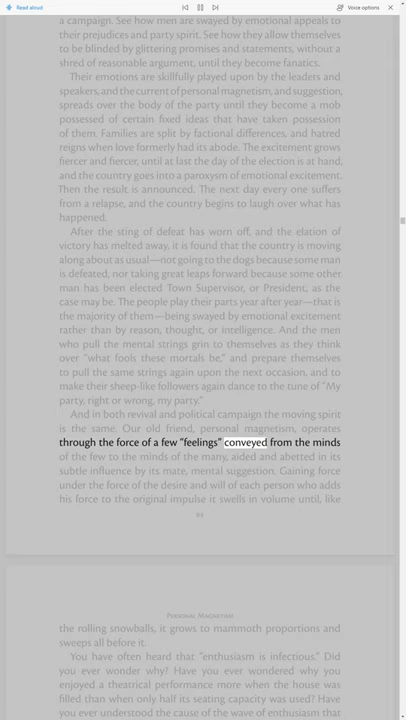 Read aloud
Voice options
a campaign. See how men are swayed by emotional appeals to
their prejudices and party spirit. See how they allow themselves
to be blinded by glittering promises and statements, without a
shred of reasonable argument, until they become fanatics.
Their emotions are skillfully played upon by the leaders and
speakers, and the current of personal magnetism, and suggestion,
spreads over the body of the party until they become a mob
possessed of certain fixed ideas that have taken possession
of them. Families are split by factional differences, and hatred
reigns when love formerly had its abode. The excitement grows
fiercer and fiercer, until at last the day of the election is at hand,
and the country goes into a paroxysm of emotional excitement.
Then the result is announced. The next day every one suffers
from a relapse, and the country begins to laugh over what has
happened.
After the sting of defeat has worn off, and the elation of
victory has melted away, it is found that the country is moving
along about as usual—not going to the dogs because some man
is defeated, nor taking great leaps forward because some other
man has been elected Town Supervisor, or President, as the
case may be. The people play their parts year after year—that is
the majority of them—being swayed by emotional excitement
rather than by reason, thought, or intelligence. And the men
who pull the mental strings grin to themselves as they think
over “what fools these mortals be,” and prepare themselves
to pull the same strings again upon the next occasion, and to
make their sheep-like followers again dance to the tune of “My
party, right or wrong, my party.”
And in both revival and political campaign the moving spirit
is the same. Our old friend, personal magnetism, operates
through the force of a few “feelings” conveyed from the minds
of the few to the minds of the many, aided and abetted in its
subtle influence by its mate, mental suggestion. Gaining force
under the force of the desire and will of each person who adds
his force to the original impulse it swells in volume until, like
Personal Magnetism
the rolling snowballs, it grows to mammoth proportions and
sweeps all before it.
You have often heard that “enthusiasm is infectious.” Did
you ever wonder why? Have you ever wondered why you
enjoyed a theatrical performance more when the house was
filled than when only half its seating capacity was used? Have
you ever understood the cause of the wave of enthusiasm that